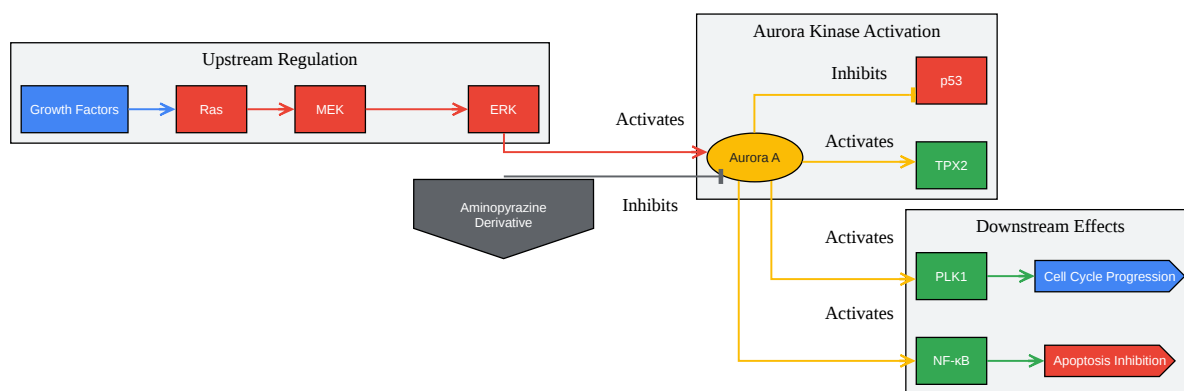 Upstream Regulation
Growth Factors
Ras
MEK
ERK
Activates
Aminopyrazine
Derivative
Inhibits
Aurora Kinase Activation
Inhibits
p53
Aurora A
Activates
TPX2
Downstream Effects
Activates
PLK1
Cell Cycle Progression
Activates
NF-κB
Apoptosis Inhibition